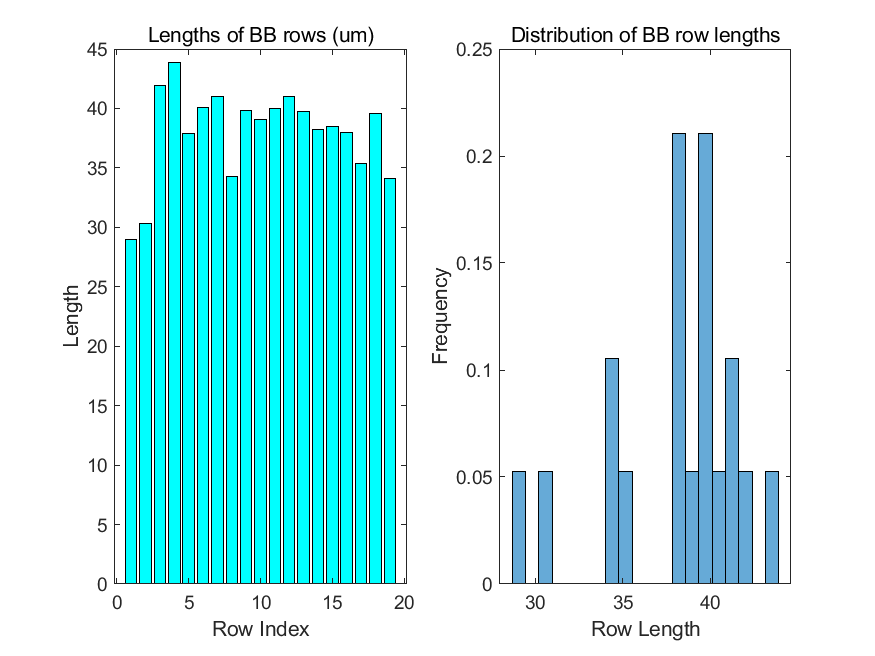 Lengths of BB rows (um)
45
40
35
30
25
20
15
10
5
0
Length
0 5 10 15 20
Row Index
Distribution of BB row lengths
0.25
0.2
0.15
0.1
0.05
0
Frequency
30 35 40
Row Length